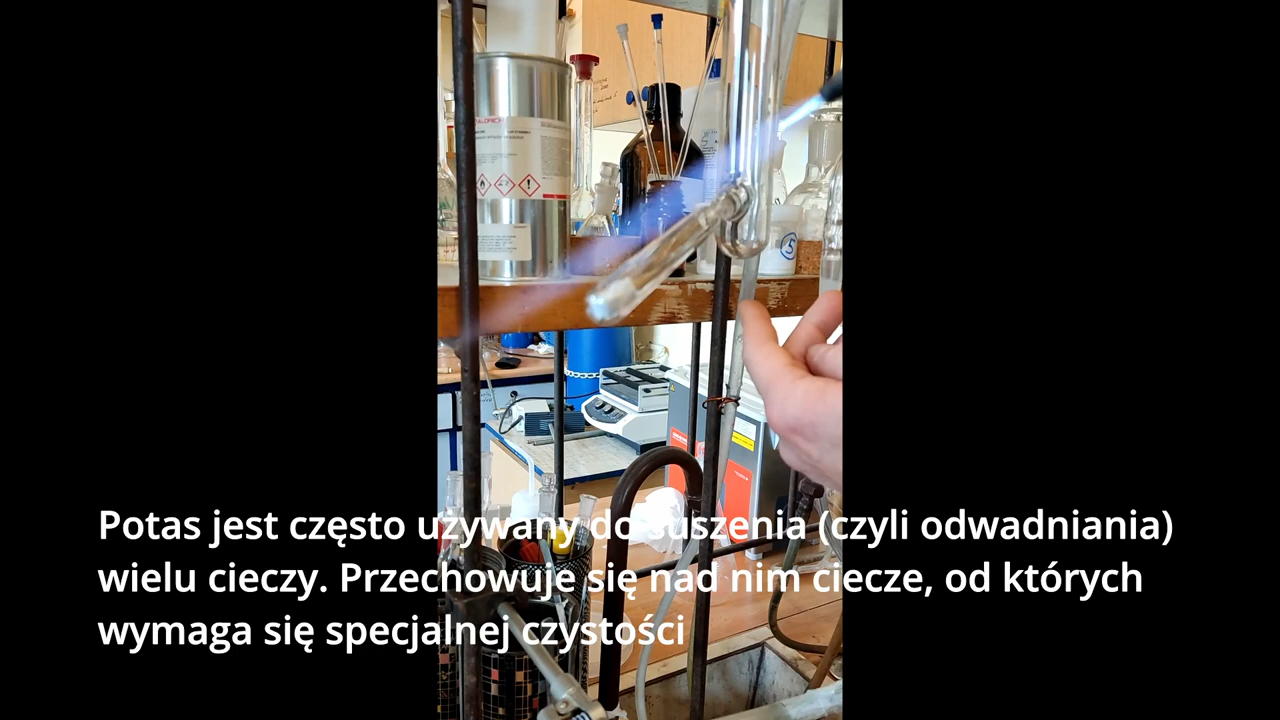 5
Potas jest często używany do suszenia (czyli odwadniania)
wielu cieczy. Przechowuje się nad nim ciecze, od których
wymaga się specjalnej czystości